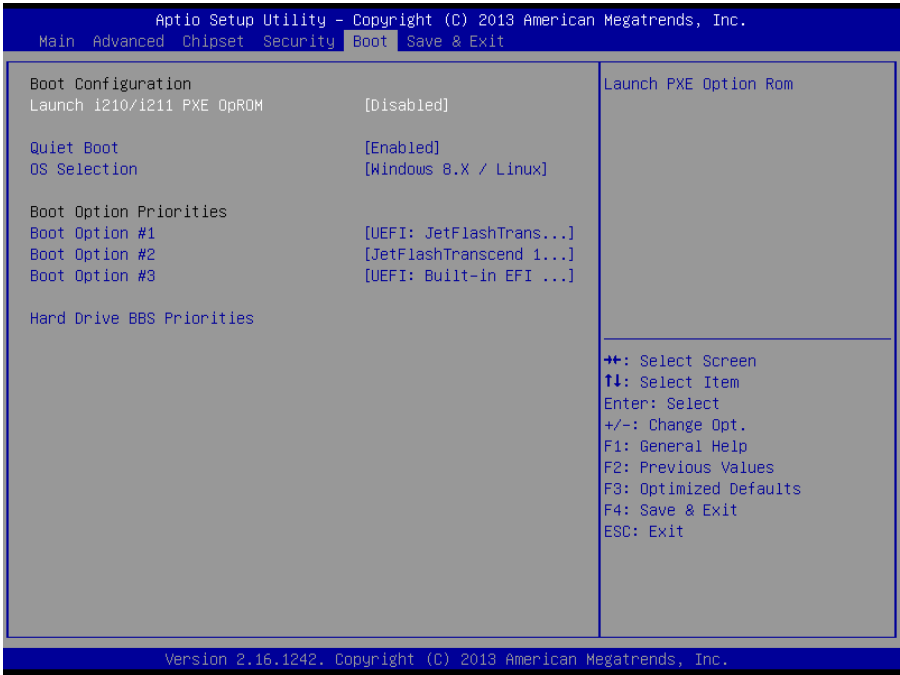 Aptio Setup Utility – Copyright (C) 2013 American Megatrends, Inc.
Main Advanced Chipset Security Boot Save & Exit
Boot Configuration
Launch i210/i211 PXE OpROM [Disabled]
Quiet Boot [Enabled]
OS Selection [Windows 8.X / Linux]
Boot Option Priorities
Boot Option #1 [UEFI: JetFlashTrans...]
Boot Option #2 [JetFlashTranscend 1...]
Boot Option #3 [UEFI: Built-in EFI ...]
Hard Drive BBS Priorities
Launch PXE Option Rom
→←: Select Screen
↑↓: Select Item
Enter: Select
+/-: Change Opt.
F1: General Help
F2: Previous Values
F3: Optimized Defaults
F4: Save & Exit
ESC: Exit
Version 2.16.1242. Copyright (C) 2013 American Megatrends, Inc.